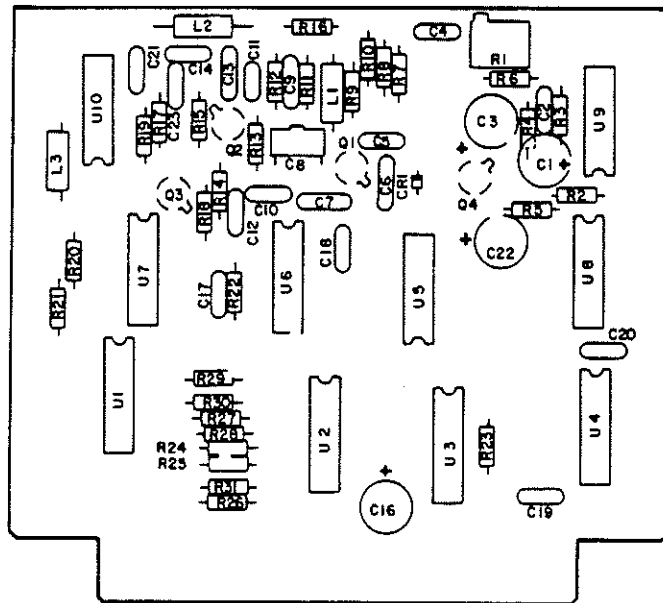 L2
R16
C4
R1
C21
C14
C13
C11
R12
C9
R11
L1
R9
R10
R8
R7
R6
U10
R19
R17
C23
R15
R13
C8
Q1
C5
C3
R4
C2
R3
U9
L3
Q3
R18
R14
C12
C10
C7
C6
CR1
Q4
C1
R2
R5
R20
R21
U7
C17
R22
U6
C18
U5
C22
U8
C20
U1
R29
R30
R27
R28
R24
R25
R31
R26
U2
U3
R23
U4
C16
C19
+
+
+
+